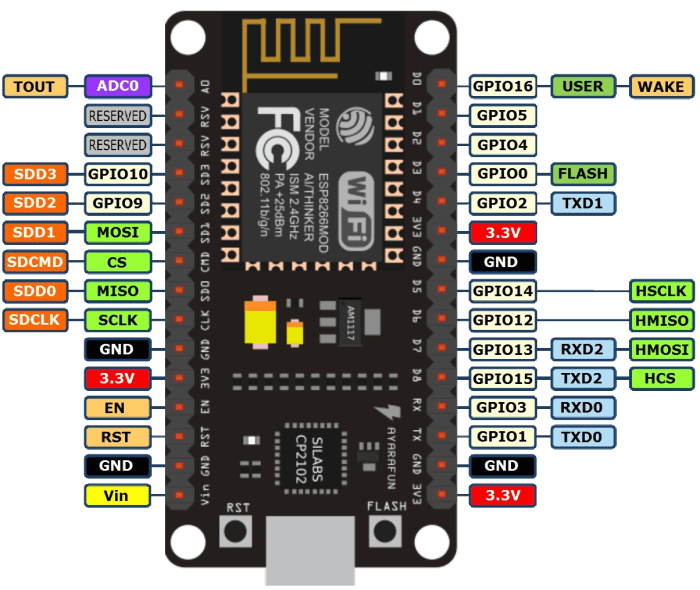 TOUT ADC0 A0 D0 GPIO16 USER WAKE
RESERVED RSV D1 GPIO5
RESERVED RSV D2 GPIO4
SDD3 GPIO10 SD3 D3 GPIO0 FLASH
SDD2 GPIO9 SD2 D4 GPIO2 TXD1
SDD1 MOSI SD1 3V3 3.3V
SDCMD CS CMD GND GND
SDD0 MISO SDO D5 GPIO14 HSCLK
SDCLK SCLK CLK D6 GPIO12 HMISO
GND GND D7 GPIO13 RXD2 HMOSI
3.3V 3V3 D8 GPIO15 TXD2 HCS
EN EN RX GPIO3 RXD0
RST RST TX GPIO1 TXD0
GND GND GND GND
Vin Vin 3V3 3.3V
MODEL ESP8266MOD
VENDOR AI/THINKER
ISM 2.4GHz
PA +25dBm
802.11b/g/n
FC
Wi Fi
AM1117
SILABS
CP2102
AYARAFUN
RST
FLASH